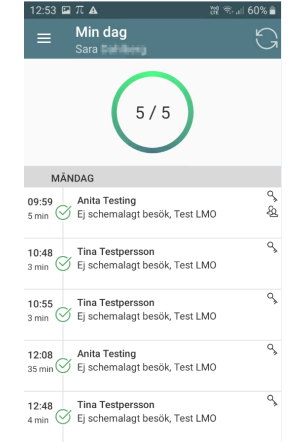 12:53 60%
Min dag
Sara
5 / 5
MÅNDAG
09:59 Anita Testing
5 min Ej schemalagt besök, Test LMO
10:48 Tina Testpersson
3 min Ej schemalagt besök, Test LMO
10:55 Tina Testpersson
3 min Ej schemalagt besök, Test LMO
12:08 Anita Testing
35 min Ej schemalagt besök, Test LMO
12:48 Tina Testpersson
4 min Ej schemalagt besök, Test LMO